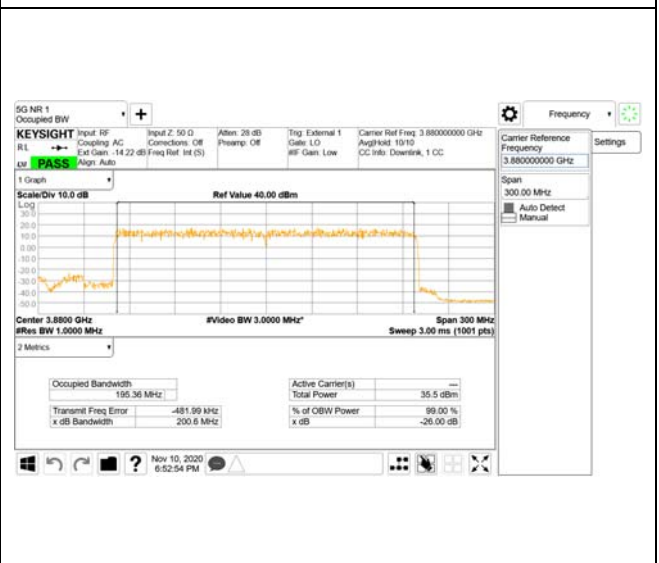 5G NR 1
Occupied BW
Frequency
KEYSIGHT
Input: RF
Coupling: AC
Ext Gain: -14.22 dB
Align: Auto
Input Z: 50 Ω
Corrections: Off
Freq Ref: Int (S)
Atten: 28 dB
Preamp: Off
Trig: External 1
Gate: LO
#IF Gain: Low
Carrier Ref Freq: 3.880000000 GHz
Avg|Hold: 10/10
CC Info: Downlink, 1 CC
RL
PASS
Carrier Reference
Frequency
3.880000000 GHz
Settings
Span
300.00 MHz
Auto Detect
Manual
1 Graph
Scale/Div 10.0 dB
Ref Value 40.00 dBm
Log
30.0
20.0
10.0
0.00
-10.0
-20.0
-30.0
-40.0
-50.0
Center 3.8800 GHz
#Video BW 3.0000 MHz*
Span 300 MHz
#Res BW 1.0000 MHz
Sweep 3.00 ms (1001 pts)
2 Metrics
Occupied Bandwidth
195.36 MHz
Transmit Freq Error -481.99 kHz
x dB Bandwidth 200.6 MHz
Active Carrier(s) —
Total Power 35.5 dBm
% of OBW Power 99.00 %
x dB -26.00 dB
?
Nov 10, 2020
6:52:54 PM